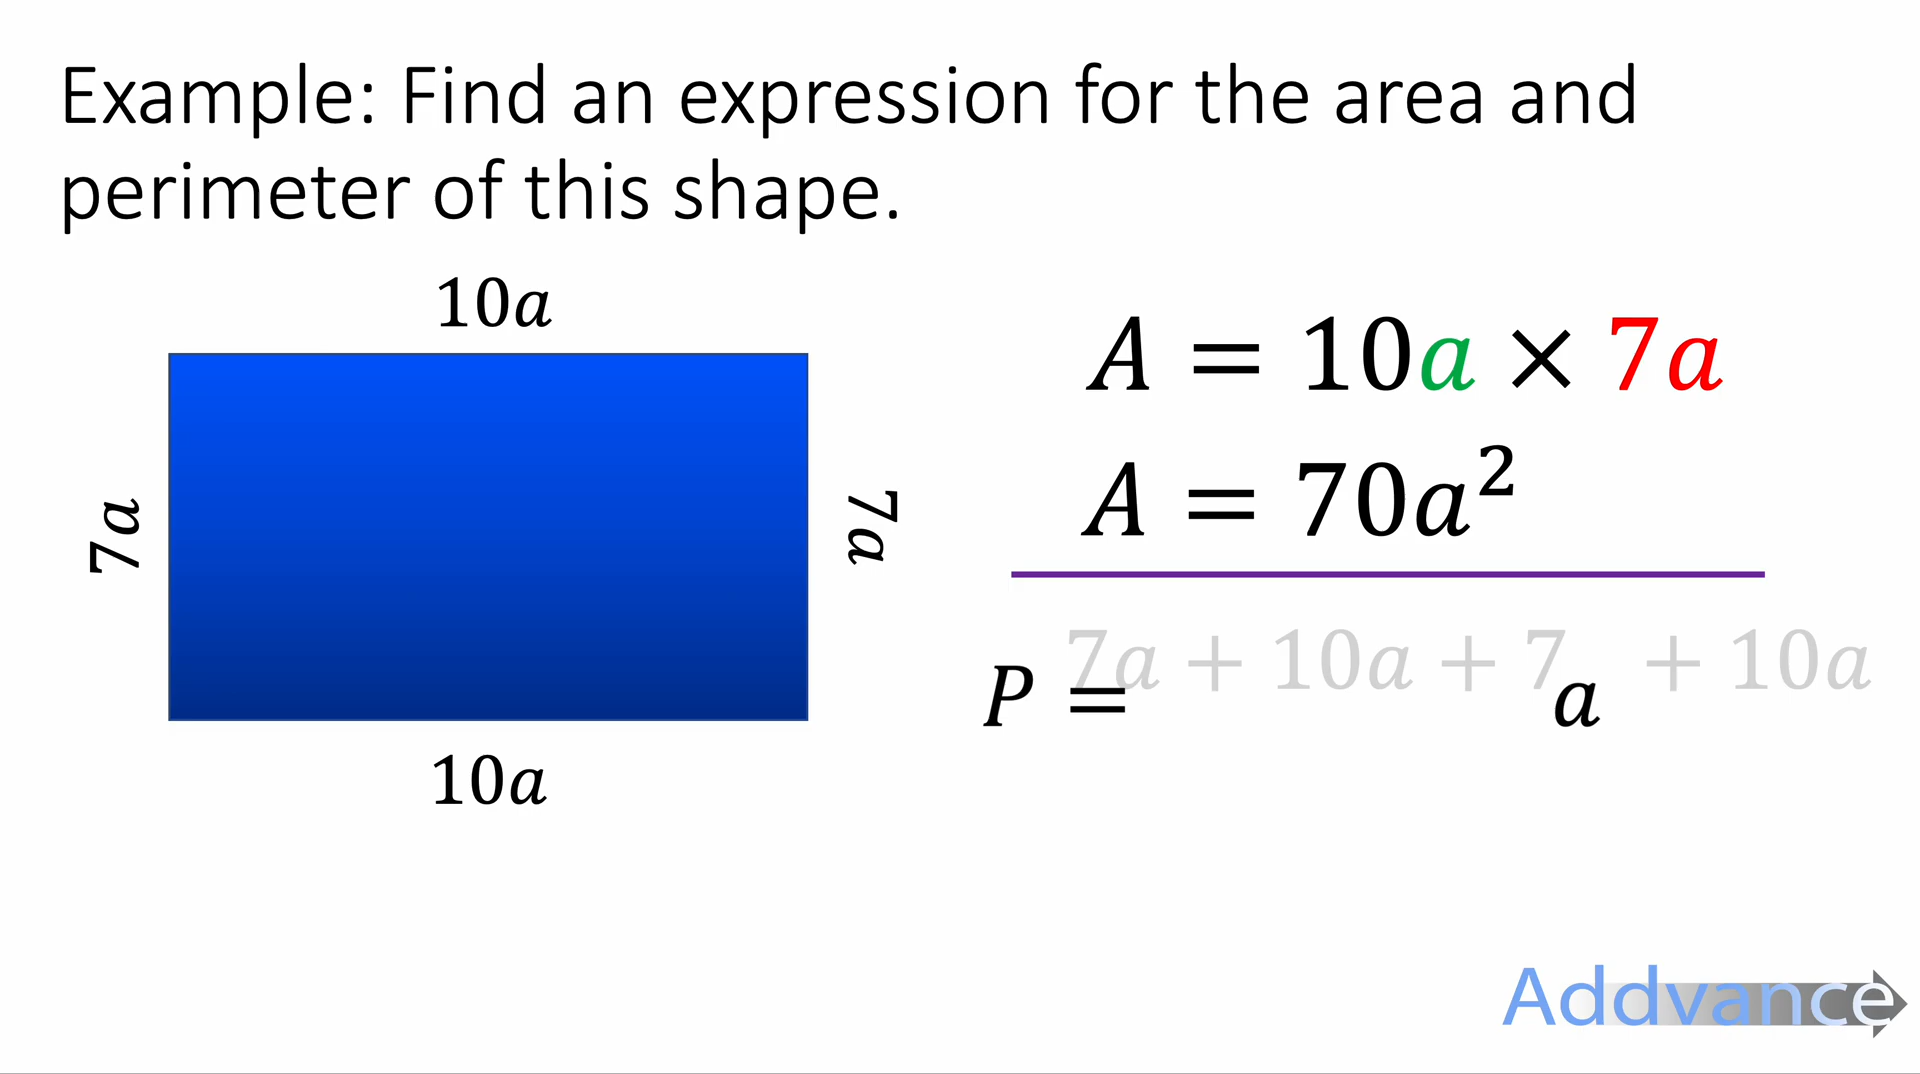 Example: Find an expression for the area and
perimeter of this shape.
10a
7a
7a
10a
A = 10a × 7a
A = 70a²
7a + 10a + 7 + 10a
P = a
Addvance